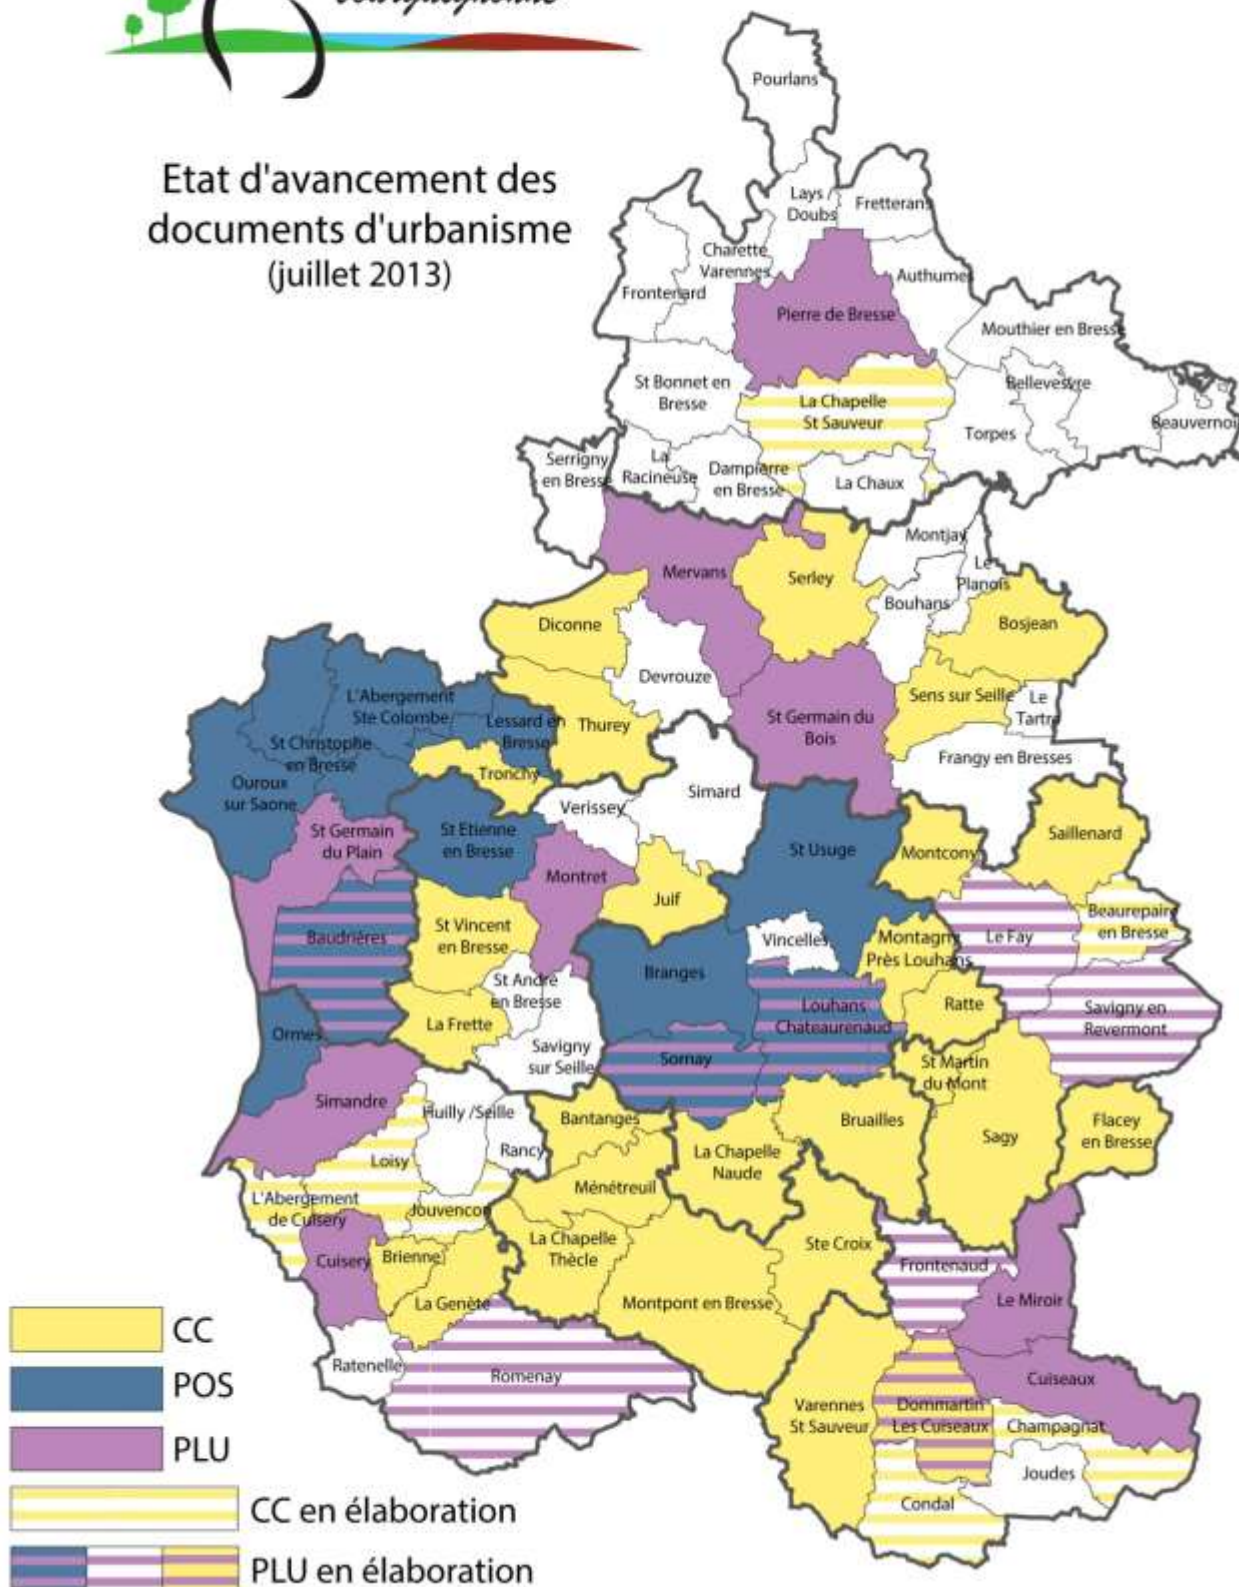 Etat d'avancement des
documents d'urbanisme
(juillet 2013)
Pourlans
Lays /
Doubs
Fretterans
Charette
Varennes
Authumes
Frontenard
Pierre de Bresse
Mouthier en Bresse
St Bonnet en
Bresse
Bellevesvre
La Chapelle
St Sauveur
Beauvernoi
Torpes
Serrigny
en Bresse
La
Racineuse
Dampierre
en Bresse
La Chaux
Montjay
Mervans
Serley
Le
Planois
Bouhans
Diconne
Bosjean
Devrouze
L'Abergement
Ste Colombe
Lessard en
Bresse
Thurey
St Germain du
Bois
Sens sur Seille
Le
Tartre
St Christophe
en Bresse
Frangy en Bresses
Ouroux
sur Saone
Tronchy
Verissey
Simard
St Germain
du Plain
St Etienne
en Bresse
St Usuge
Montcony
Saillenard
Montret
Juif
Beaurepaire
en Bresse
Baudrières
St Vincent
en Bresse
Vincelles
Montagny
Près Louhans
Le Fay
Branges
St André
en Bresse
Louhans
Chateaurenaud
Ratte
Savigny en
Revermont
Ormes
La Frette
Savigny
sur Seille
Sornay
St Martin
du Mont
Simandre
Huilly /Seille
Bantanges
Bruailles
Sagy
Flacey
en Bresse
Loisy
Rancy
La Chapelle
Naude
Ménétreuil
L'Abergement
de Cuisery
Jouvencon
Cuisery
Brienne
La Chapelle
Thècle
Ste Croix
Frontenaud
La Genète
Montpont en Bresse
Le Miroir
Ratenelle
Romenay
Cuiseaux
Varennes
St Sauveur
Dommartin
Les Cuiseaux
Champagnat
Joudes
Condal
CC
POS
PLU
CC en élaboration
PLU en élaboration